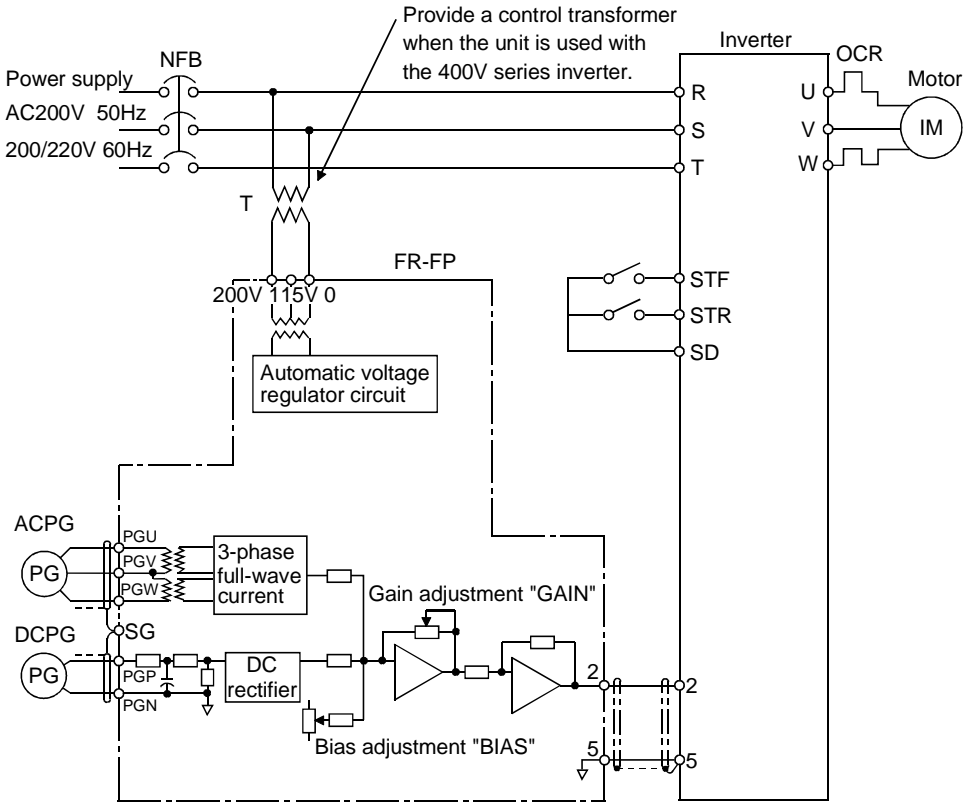 Provide a control transformer
when the unit is used with
the 400V series inverter.
Inverter
OCR
Motor
NFB
Power supply
AC200V 50Hz
200/220V 60Hz
R
S
T
U
V
W
IM
T
FR-FP
200V 115V 0
Automatic voltage
regulator circuit
STF
STR
SD
ACPG
PG
PGU
PGV
PGW
3-phase
full-wave
current
Gain adjustment "GAIN"
SG
DCPG
PG
PGP
PGN
DC
rectifier
Bias adjustment "BIAS"
2
2
5
5